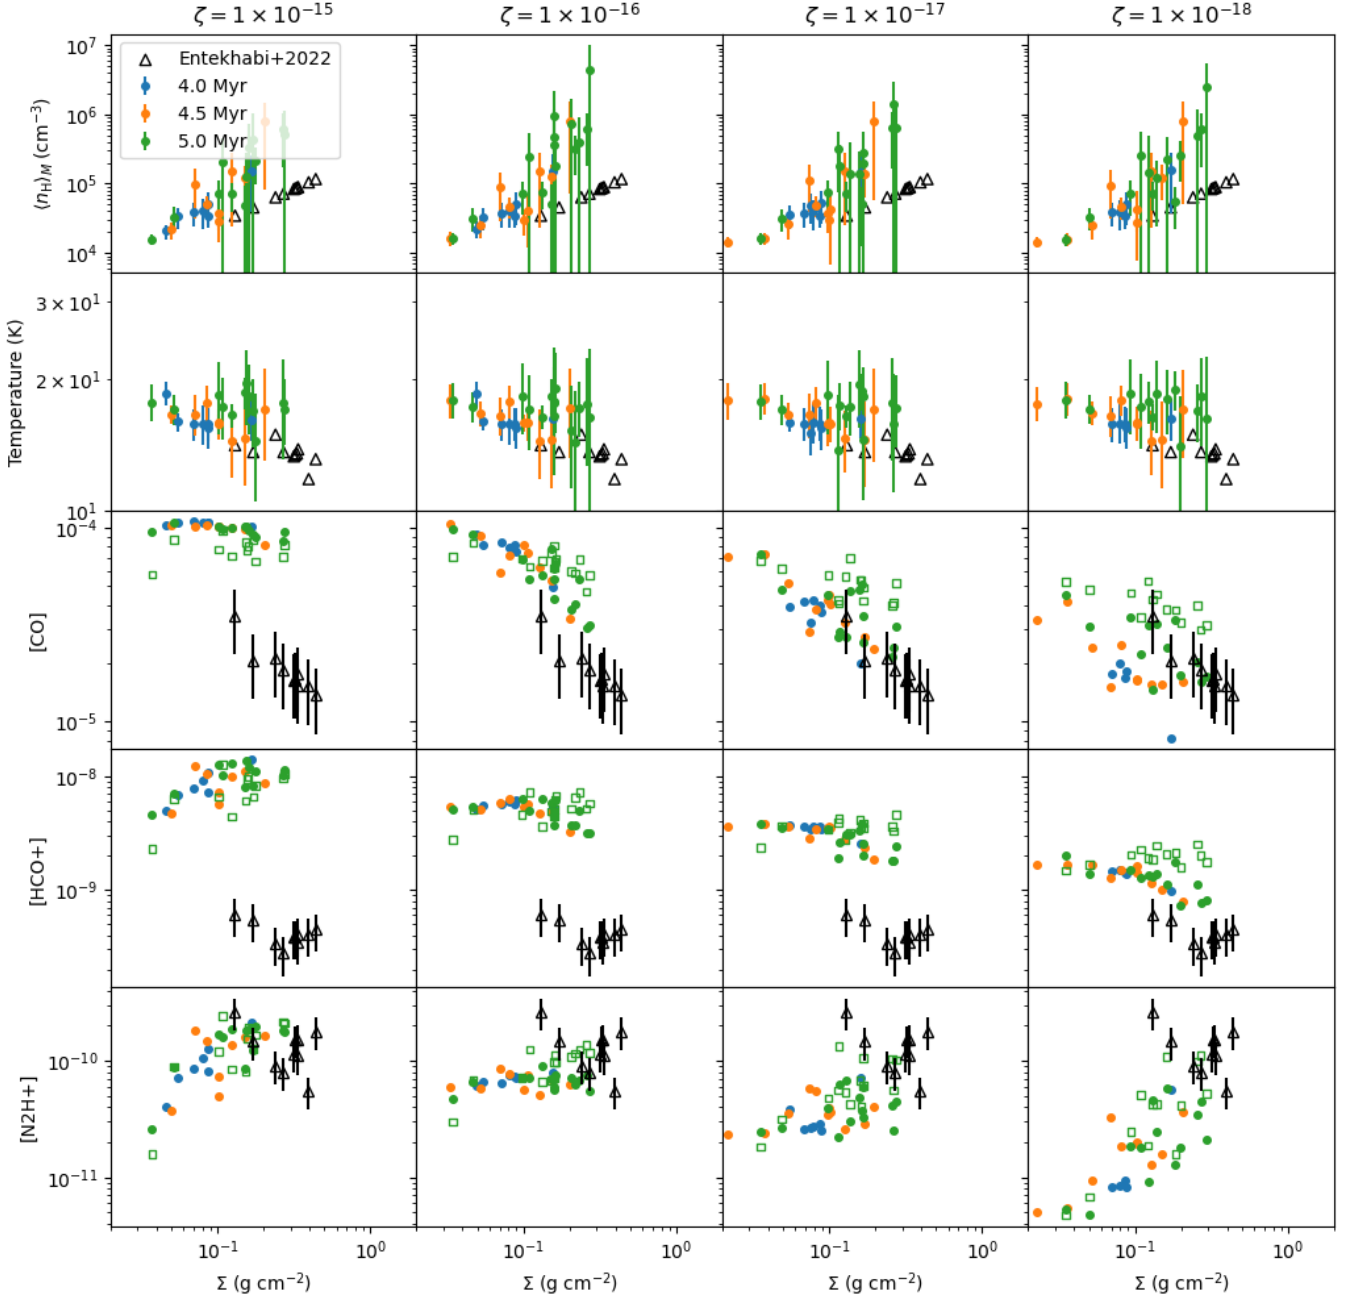 ζ = 1 × 10⁻¹⁵ ζ = 1 × 10⁻¹⁶ ζ = 1 × 10⁻¹⁷ ζ = 1 × 10⁻¹⁸
Entekhabi+2022
4.0 Myr
4.5 Myr
5.0 Myr
⟨n_H⟩_M (cm⁻³)
10⁷
10⁶
10⁵
10⁴
Temperature (K)
3 × 10¹
2 × 10¹
10¹
[CO]
10⁻⁴
10⁻⁵
[HCO+]
10⁻⁸
10⁻⁹
[N2H+]
10⁻¹⁰
10⁻¹¹
10⁻¹ 10⁰ 10⁻¹ 10⁰ 10⁻¹ 10⁰ 10⁻¹ 10⁰
Σ (g cm⁻²) Σ (g cm⁻²) Σ (g cm⁻²) Σ (g cm⁻²)